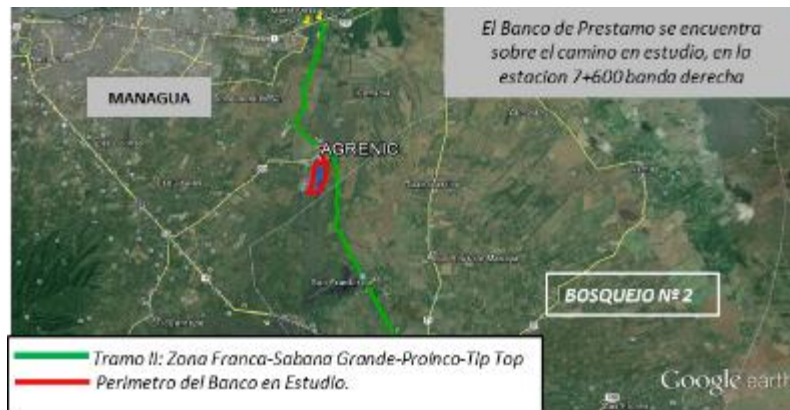 El Banco de Prestamo se encuentra
sobre el camino en estudio, en la
estacion 7+600 banda derecha
MANAGUA
AGRENIC
BOSQUEJO Nº 2
Tramo II: Zona Franca-Sabana Grande-Proinco-Tip Top
Perimetro del Banco en Estudio.
Google earth